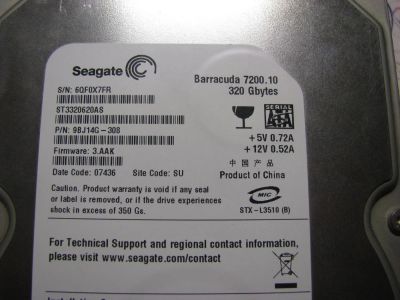 Seagate
Barracuda 7200.10
320 Gbytes
S/N: 6QF0X7FR
ST3320620AS
SERIAL
SATA
P/N: 9BJ14G-308
+5V 0.72A
+12V 0.52A
Firmware: 3.AAK
中 国 产 品
Date Code: 07436 Site Code: SU
Product of China
Caution: Product warranty is void if any seal
or label is removed, or if the drive experiences
shock in excess of 350 Gs.
MIC
STX-L3510 (B)
For Technical Support and regional contact information,
please visit: www.seagate.com/contact